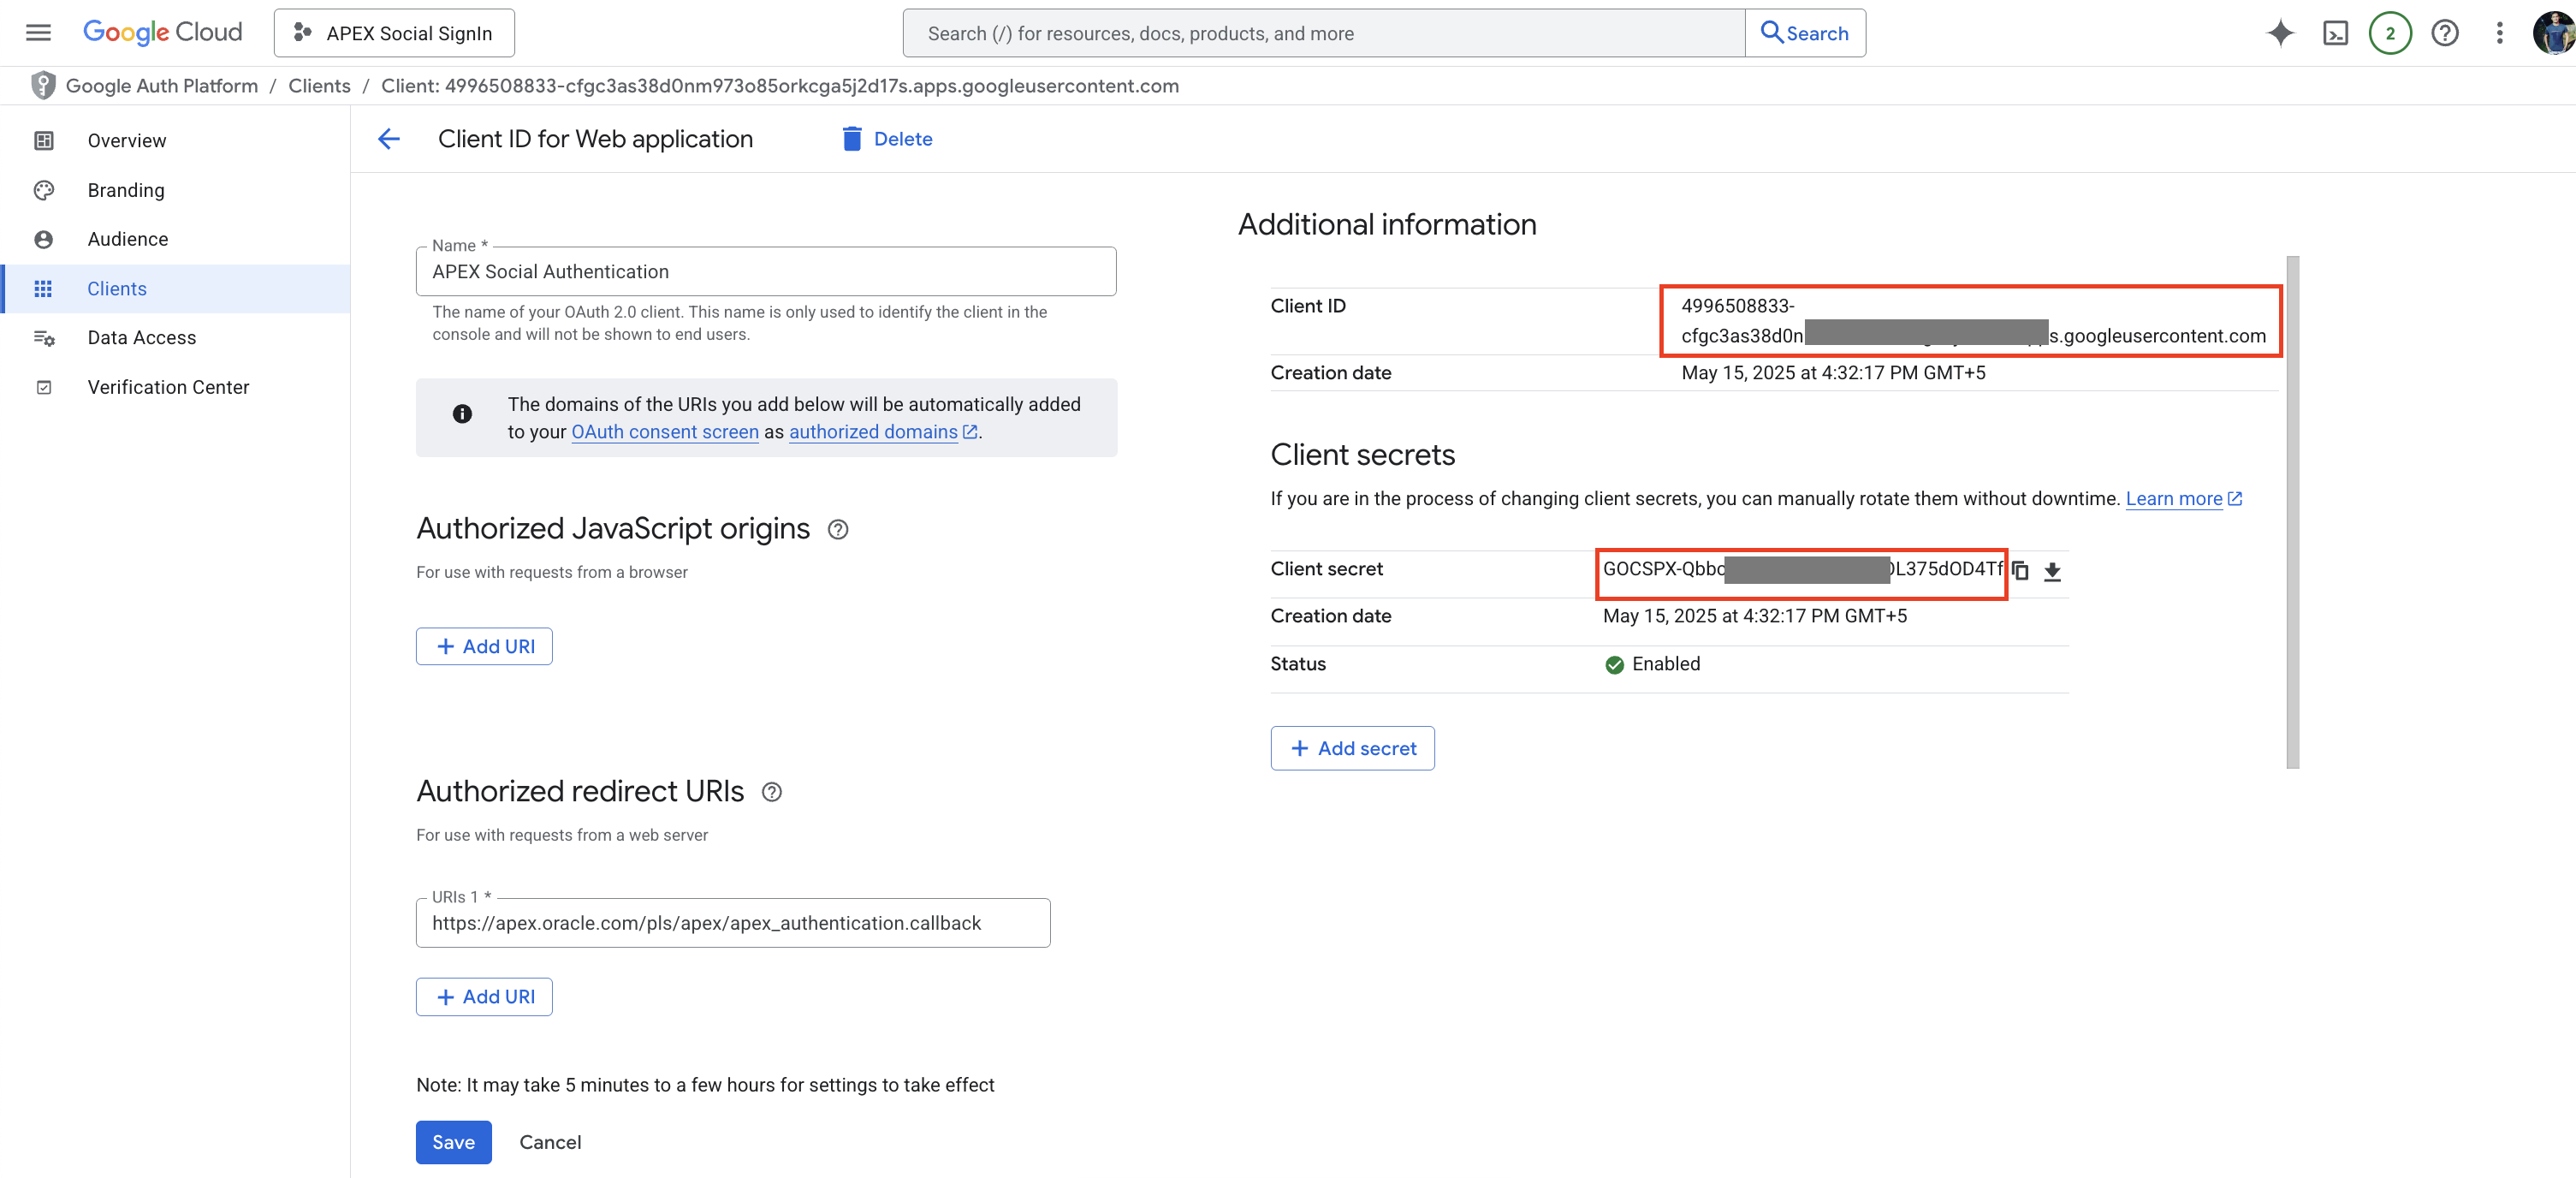 Google Cloud
APEX Social SignIn
Search (/) for resources, docs, products, and more
Search
2
Google Auth Platform / Clients / Client: 4996508833-cfgc3as38d0nm973o85orkcga5j2d17s.apps.googleusercontent.com
Overview
Branding
Audience
Clients
Data Access
Verification Center
Client ID for Web application
Delete
Name *
APEX Social Authentication
The name of your OAuth 2.0 client. This name is only used to identify the client in the
console and will not be shown to end users.
The domains of the URIs you add below will be automatically added
to your OAuth consent screen as authorized domains.
Authorized JavaScript origins
For use with requests from a browser
+ Add URI
Authorized redirect URIs
For use with requests from a web server
URIs 1 *
https://apex.oracle.com/pls/apex/apex_authentication.callback
+ Add URI
Note: It may take 5 minutes to a few hours for settings to take effect
Save Cancel
Additional information
Client ID
4996508833-
cfgc3as38d0n s.googleusercontent.com
Creation date May 15, 2025 at 4:32:17 PM GMT+5
Client secrets
If you are in the process of changing client secrets, you can manually rotate them without downtime. Learn more
Client secret GOCSPX-Qbb L375dOD4Tf
Creation date May 15, 2025 at 4:32:17 PM GMT+5
Status Enabled
+ Add secret